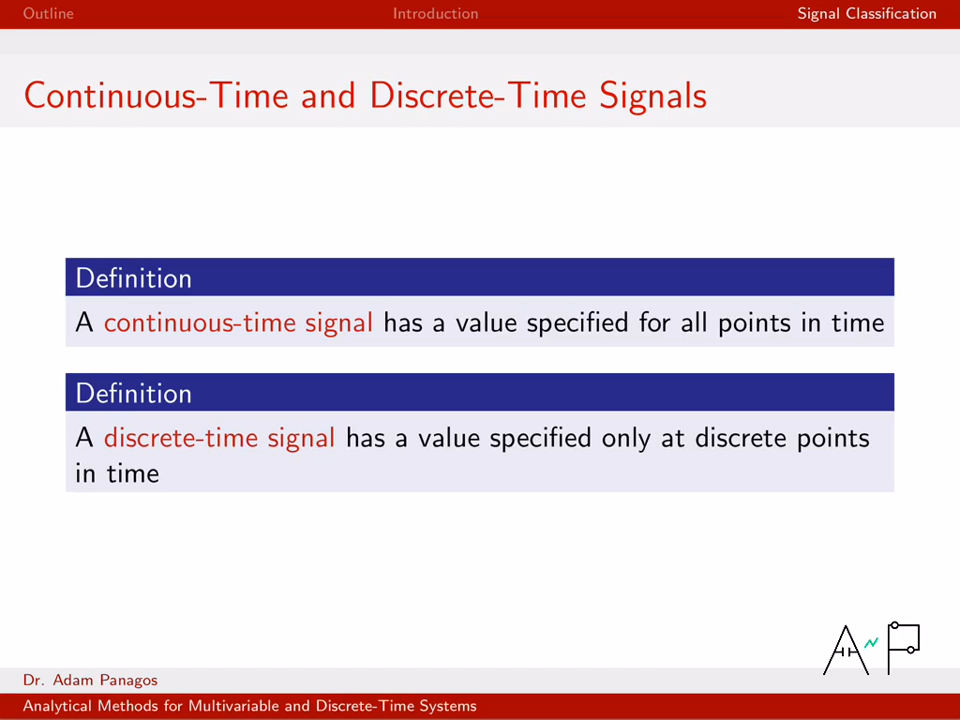 Outline Introduction Signal Classification
Continuous-Time and Discrete-Time Signals
Definition
A continuous-time signal has a value specified for all points in time
Definition
A discrete-time signal has a value specified only at discrete points
in time
AP
Dr. Adam Panagos
Analytical Methods for Multivariable and Discrete-Time Systems